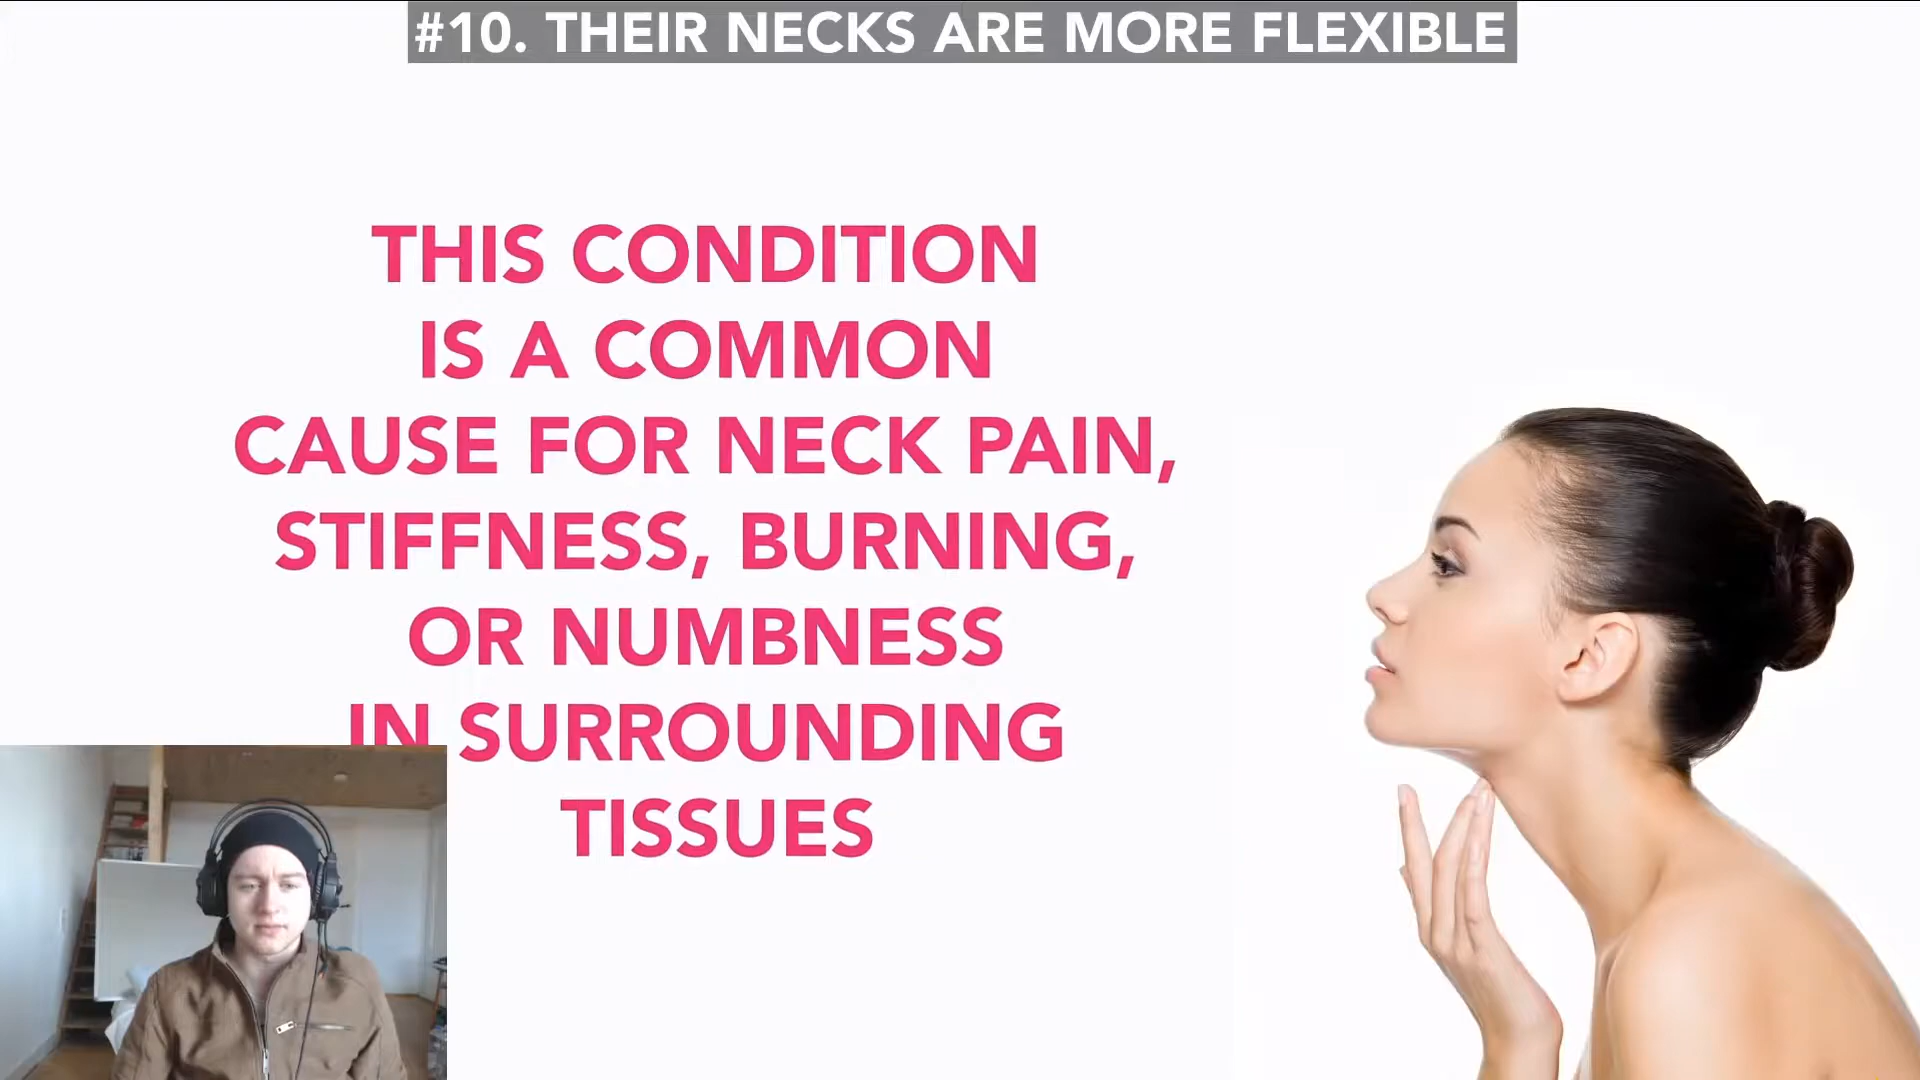 #10. THEIR NECKS ARE MORE FLEXIBLE
THIS CONDITION
IS A COMMON
CAUSE FOR NECK PAIN,
STIFFNESS, BURNING,
OR NUMBNESS
IN SURROUNDING
TISSUES